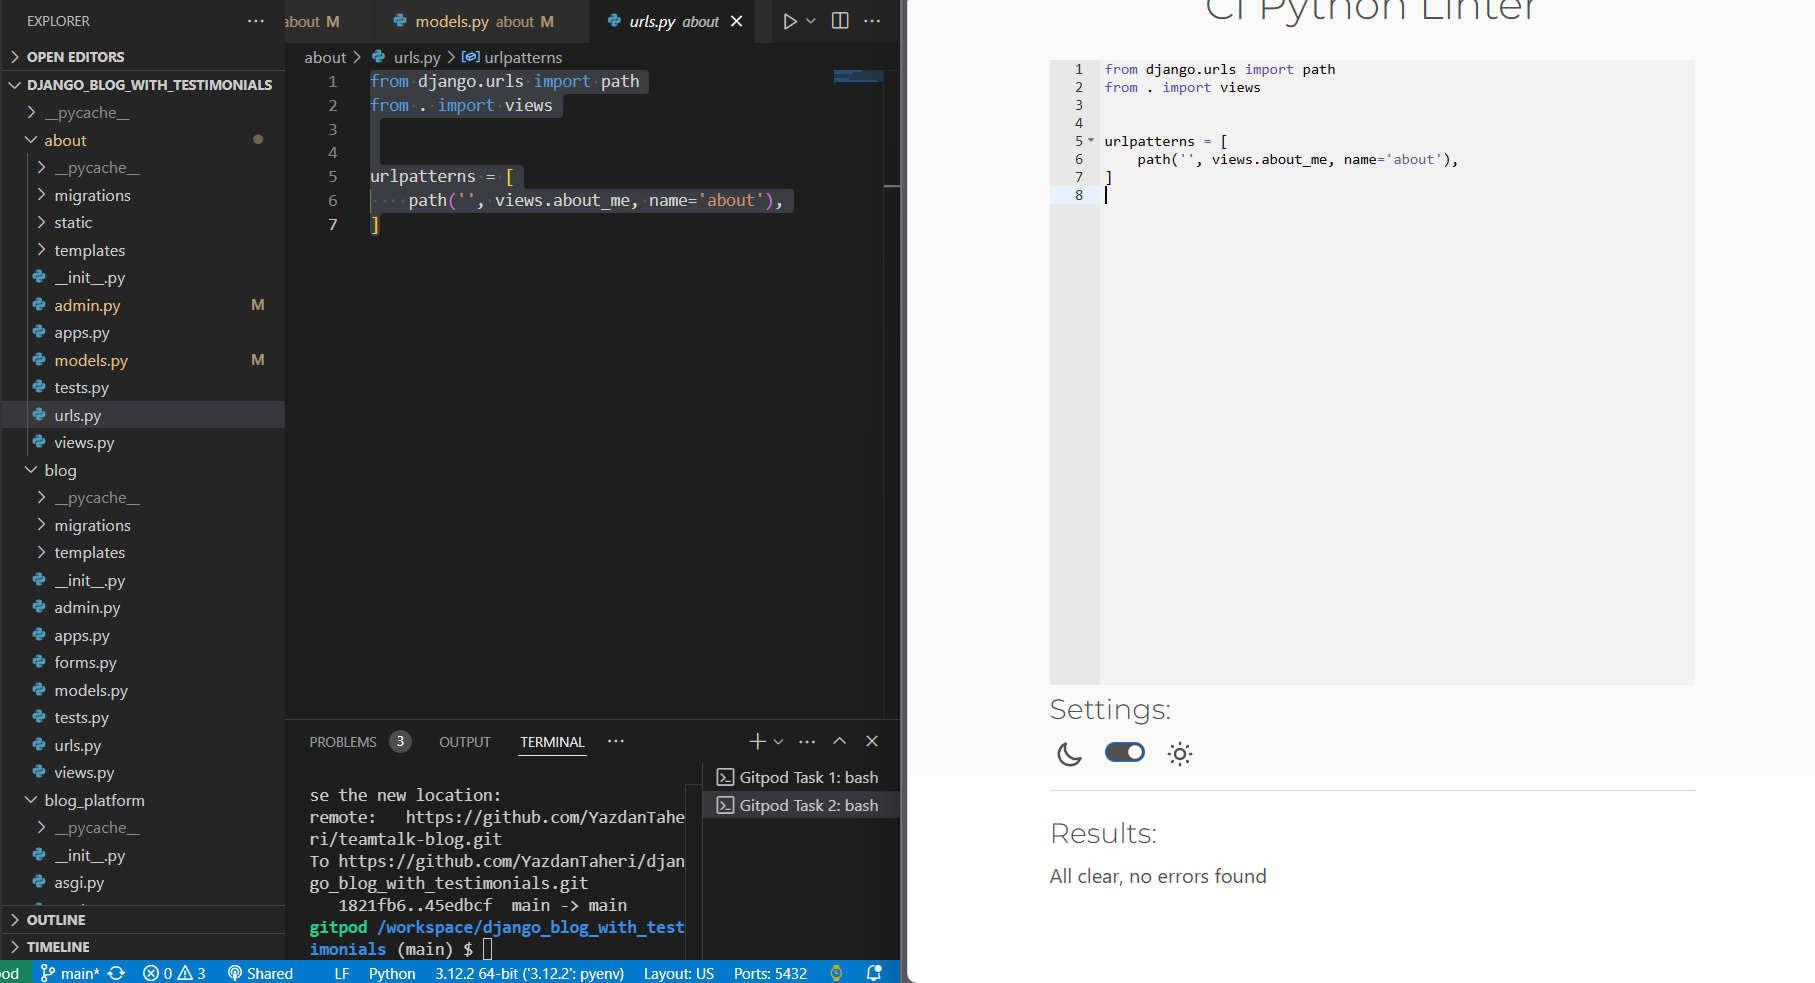 EXPLORER
OPEN EDITORS
DJANGO_BLOG_WITH_TESTIMONIALS
__pycache__
about
__pycache__
migrations
static
templates
__init__.py
admin.py M
apps.py
models.py M
tests.py
urls.py
views.py
blog
__pycache__
migrations
templates
__init__.py
admin.py
apps.py
forms.py
models.py
tests.py
urls.py
views.py
blog_platform
__pycache__
__init__.py
asgi.py
OUTLINE
TIMELINE
about M
models.py about M
urls.py about
about > urls.py > urlpatterns
1 from django.urls import path
2 from . import views
3
4
5 urlpatterns = [
6     path('', views.about_me, name='about'),
7 ]
PROBLEMS 3 OUTPUT TERMINAL
se the new location:
remote:   https://github.com/YazdanTahe
ri/teamtalk-blog.git
To https://github.com/YazdanTaheri/djan
go_blog_with_testimonials.git
   1821fb6..45edbcf  main -> main
gitpod /workspace/django_blog_with_test
imonials (main) $
Gitpod Task 1: bash
Gitpod Task 2: bash
od main* 0 3 Shared LF Python 3.12.2 64-bit ('3.12.2': pyenv) Layout: US Ports: 5432
CI Python Linter
1 from django.urls import path
2 from . import views
3
4
5 urlpatterns = [
6     path('', views.about_me, name='about'),
7 ]
8
Settings:
Results:
All clear, no errors found